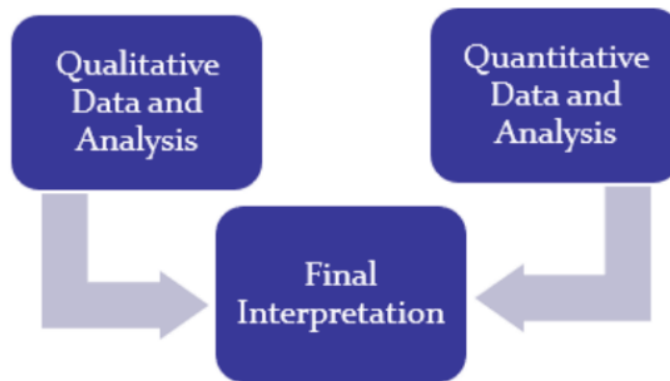 Qualitative
Data and
Analysis
Quantitative
Data and
Analysis
Final
Interpretation